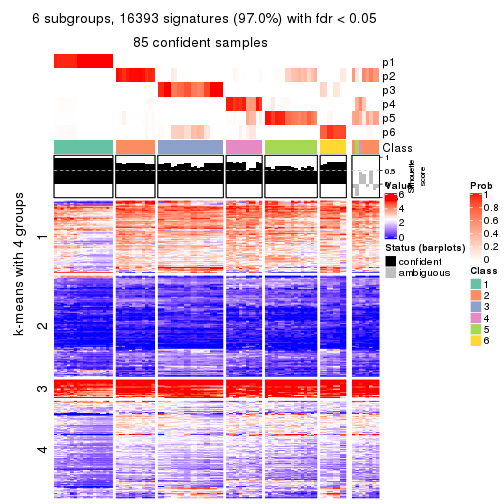 6 subgroups, 16393 signatures (97.0%) with fdr < 0.05
85 confident samples
p1
p2
p3
p4
p5
p6
Class
1
0.5
0
Silhouette
score
k-means with 4 groups
1
2
3
4
Value
6
4
2
0
Status (barplots)
confident
ambiguous
Prob
1
0.8
0.6
0.4
0.2
0
Class
1
2
3
4
5
6